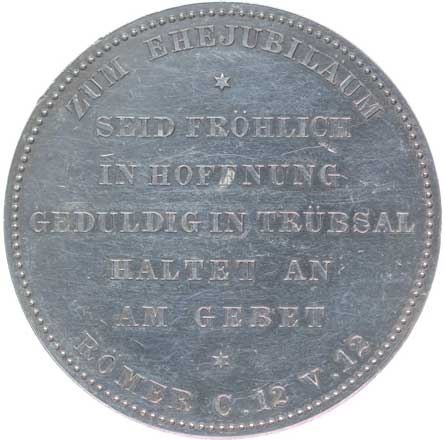 ZUM EHEJUBILÄUM
SEID FRÖHLICH
IN HOFFNUNG
GEDULDIG IN TRÜBSAL
HALTET AN
AM GEBET
RÖMER C. 12 V. 12